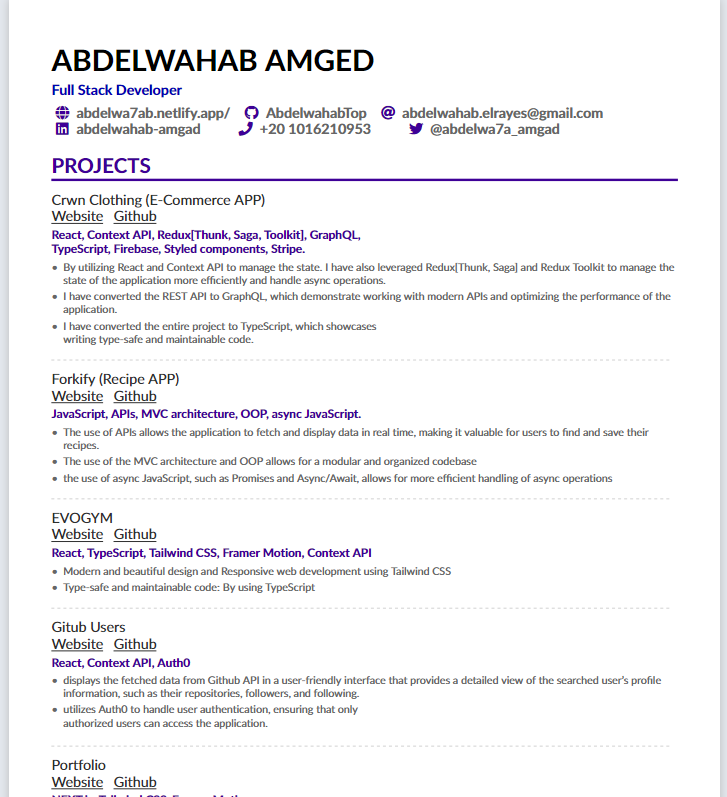 ABDELWAHAB AMGED
Full Stack Developer
abdelwa7ab.netlify.app/ AbdelwahabTop abdelwahab.elrayes@gmail.com
abdelwahab-amgad +20 1016210953 @abdelwa7a_amgad
PROJECTS
Crwn Clothing (E-Commerce APP)
Website Github
React, Context API, Redux[Thunk, Saga, Toolkit], GraphQL,
TypeScript, Firebase, Styled components, Stripe.
• By utilizing React and Context API to manage the state. I have also leveraged Redux[Thunk, Saga] and Redux Toolkit to manage the
state of the application more efficiently and handle async operations.
• I have converted the REST API to GraphQL, which demonstrate working with modern APIs and optimizing the performance of the
application.
• I have converted the entire project to TypeScript, which showcases
writing type-safe and maintainable code.
Forkify (Recipe APP)
Website Github
JavaScript, APIs, MVC architecture, OOP, async JavaScript.
• The use of APIs allows the application to fetch and display data in real time, making it valuable for users to find and save their
recipes.
• The use of the MVC architecture and OOP allows for a modular and organized codebase
• the use of async JavaScript, such as Promises and Async/Await, allows for more efficient handling of async operations
EVOGYM
Website Github
React, TypeScript, Tailwind CSS, Framer Motion, Context API
• Modern and beautiful design and Responsive web development using Tailwind CSS
• Type-safe and maintainable code: By using TypeScript
Gitub Users
Website Github
React, Context API, Auth0
• displays the fetched data from Github API in a user-friendly interface that provides a detailed view of the searched user's profile
information, such as their repositories, followers, and following.
• utilizes Auth0 to handle user authentication, ensuring that only
authorized users can access the application.
Portfolio
Website Github